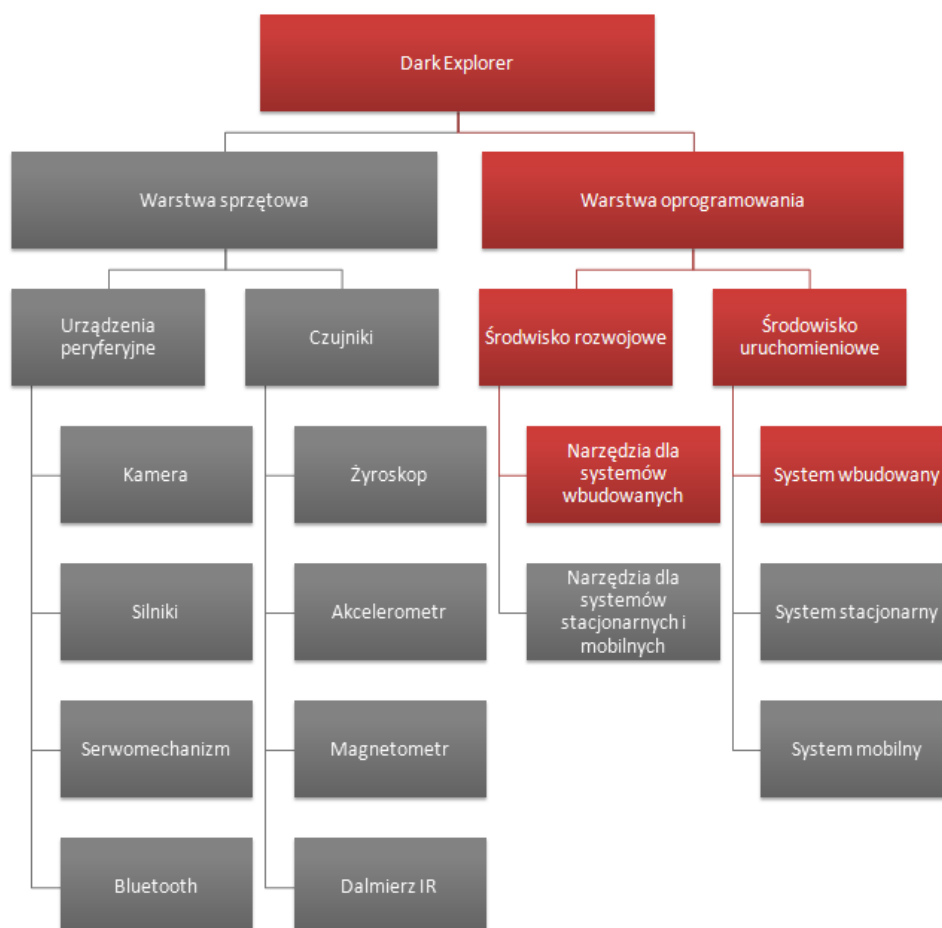 Dark Explorer
Warstwa sprzętowa
Warstwa oprogramowania
Urządzenia
peryferyjne
Czujniki
Środwisko rozwojowe
Środowisko
uruchomieniowe
Kamera
Żyroskop
Narzędzia dla
systemów
wbudowanych
System wbudowany
Silniki
Akcelerometr
Narzędzia dla
systemów
stacjonarnych i
mobilnych
System stacjonarny
Serwomechanizm
Magnetometr
System mobilny
Bluetooth
Dalmierz IR